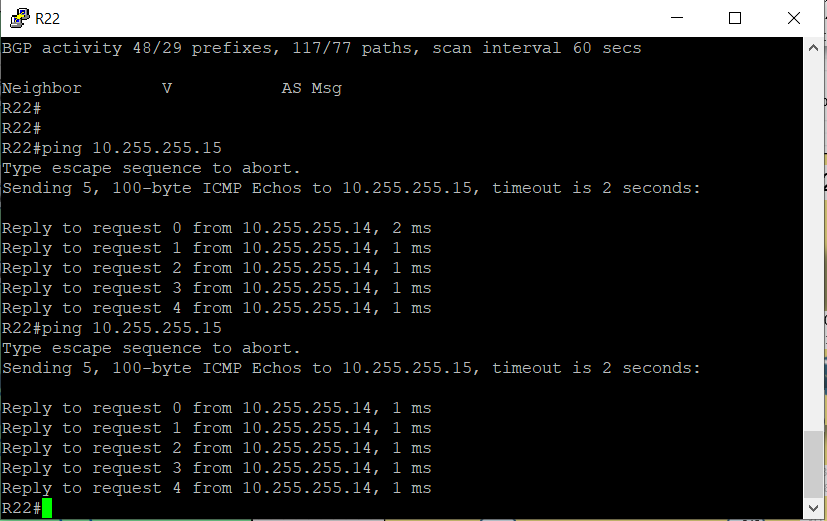 R22
BGP activity 48/29 prefixes, 117/77 paths, scan interval 60 secs
Neighbor        V           AS Msg
R22#
R22#
R22#ping 10.255.255.15
Type escape sequence to abort.
Sending 5, 100-byte ICMP Echos to 10.255.255.15, timeout is 2 seconds:
Reply to request 0 from 10.255.255.14, 2 ms
Reply to request 1 from 10.255.255.14, 1 ms
Reply to request 2 from 10.255.255.14, 1 ms
Reply to request 3 from 10.255.255.14, 1 ms
Reply to request 4 from 10.255.255.14, 1 ms
R22#ping 10.255.255.15
Type escape sequence to abort.
Sending 5, 100-byte ICMP Echos to 10.255.255.15, timeout is 2 seconds:
Reply to request 0 from 10.255.255.14, 1 ms
Reply to request 1 from 10.255.255.14, 1 ms
Reply to request 2 from 10.255.255.14, 1 ms
Reply to request 3 from 10.255.255.14, 1 ms
Reply to request 4 from 10.255.255.14, 1 ms
R22#